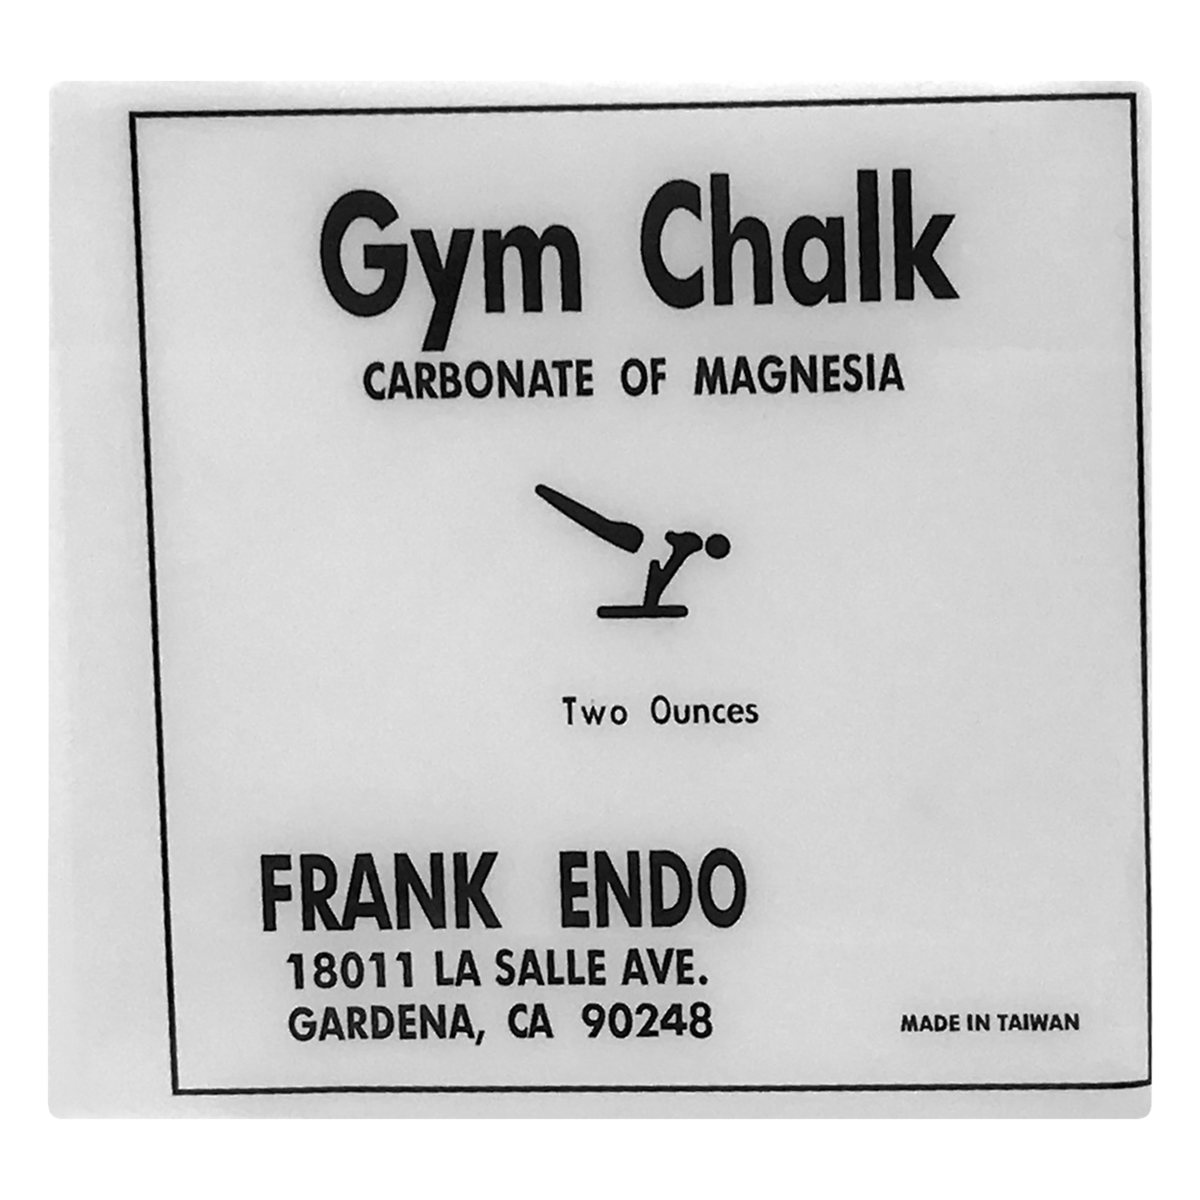 Gym Chalk
CARBONATE OF MAGNESIA
Two Ounces
FRANK ENDO
18011 LA SALLE AVE.
GARDENA, CA 90248
MADE IN TAIWAN